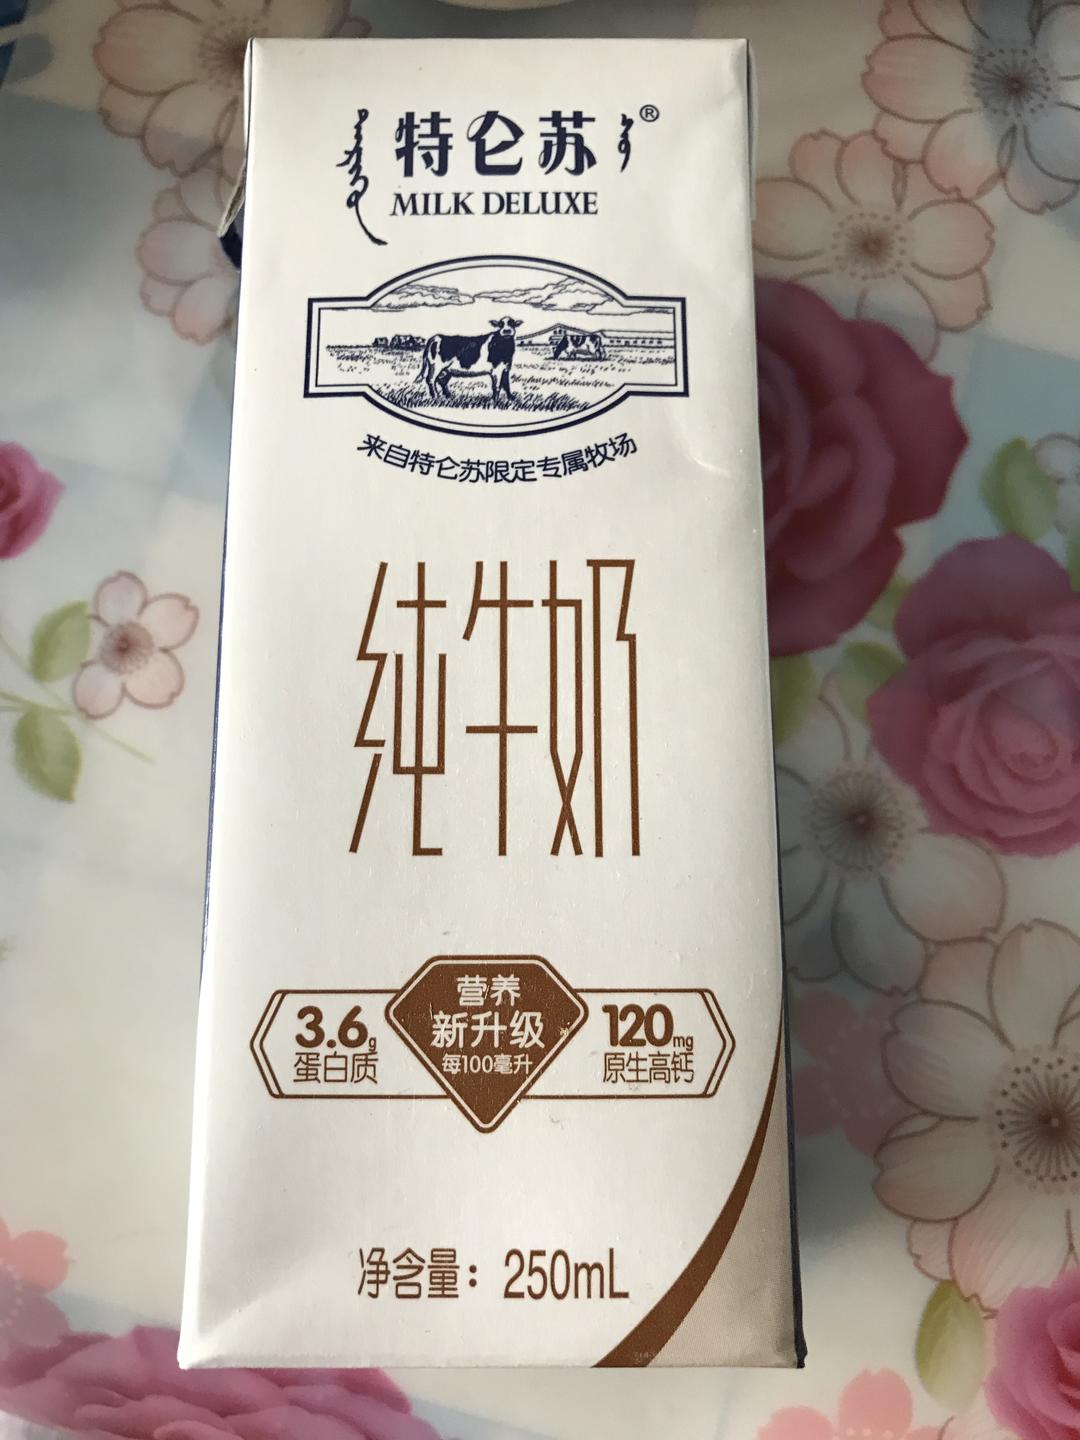 特仑苏®
MILK DELUXE
来自特仑苏限定专属牧场
纯牛奶
营养
新升级
每100毫升
3.6g
蛋白质
120mg
原生高钙
净含量：250mL